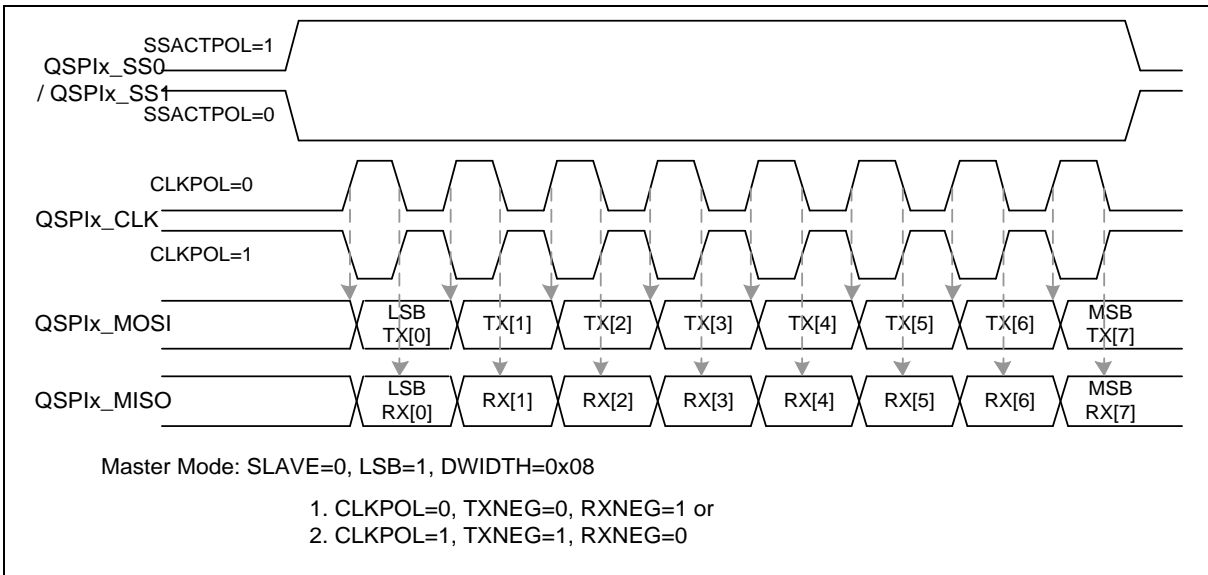 SSACTPOL=1
QSPIx_SS0
/ QSPIx_SS1
SSACTPOL=0
CLKPOL=0
QSPIx_CLK
CLKPOL=1
QSPIx_MOSI
LSB TX[0]
TX[1]
TX[2]
TX[3]
TX[4]
TX[5]
TX[6]
MSB TX[7]
QSPIx_MISO
LSB RX[0]
RX[1]
RX[2]
RX[3]
RX[4]
RX[5]
RX[6]
MSB RX[7]
Master Mode: SLAVE=0, LSB=1, DWIDTH=0x08
1. CLKPOL=0, TXNEG=0, RXNEG=1 or
2. CLKPOL=1, TXNEG=1, RXNEG=0